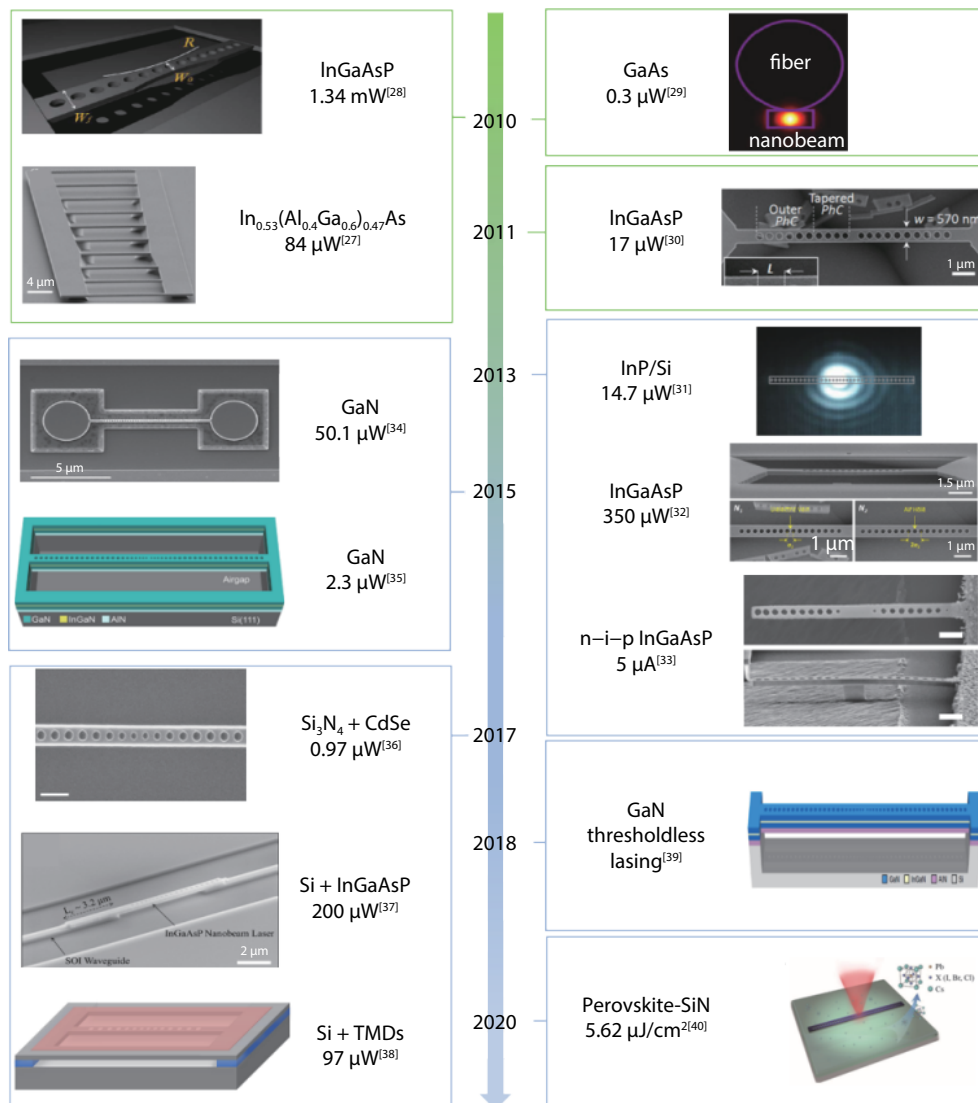 InGaAsP
1.34 mW[28]
R
W
W
In0.53(Al0.4Ga0.6)0.47As
84 μW[27]
4 μm
GaN
50.1 μW[34]
5 μm
GaN
2.3 μW[35]
Airgap
GaN InGaN AlN Si(111)
Si3N4 + CdSe
0.97 μW[36]
Si + InGaAsP
200 μW[37]
~ 3.2 μm
InGaAsP Nanobeam Laser
SOI Waveguide
2 μm
Si + TMDs
97 μW[38]
2010
2011
2013
2015
2017
2018
2020
GaAs
0.3 μW[29]
fiber
nanobeam
InGaAsP
17 μW[30]
Outer
PhC
Tapered
PhC
w = 570 nm
L
1 μm
InP/Si
14.7 μW[31]
InGaAsP
350 μW[32]
1.5 μm
1 μm
1 μm
n−i−p InGaAsP
5 μA[33]
GaN
thresholdless
lasing[39]
GaN InGaN AlN Si
Perovskite-SiN
5.62 μJ/cm2[40]
Pb
X (I, Br, Cl)
Cs